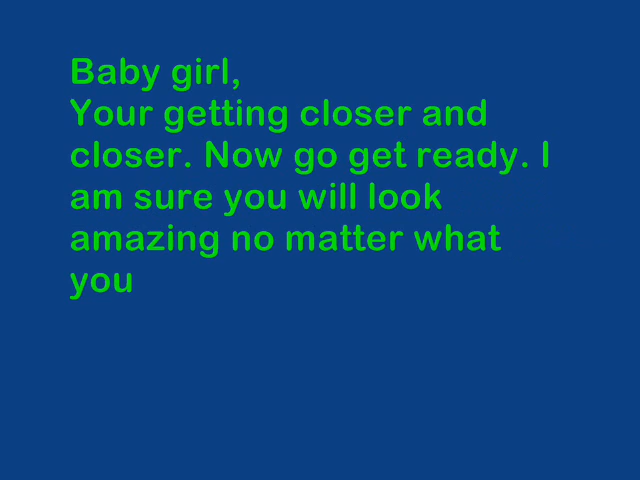 Baby girl,
Your getting closer and
closer. Now go get ready. I
am sure you will look
amazing no matter what
you